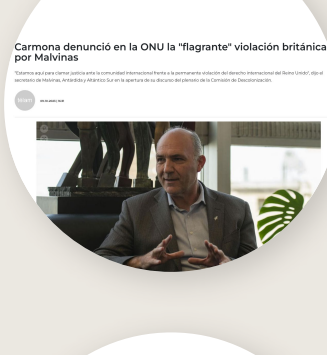 Carmona denunció en la ONU la "flagrante" violación británica
por Malvinas
"Estamos aquí para clamar justicia ante la comunidad internacional frente a la permanente violación del derecho internacional del Reino Unido", dijo el
secretario de Malvinas, Antártida y Atlántico Sur en la apertura de su discurso del plenario de la Comisión de Descolonización.